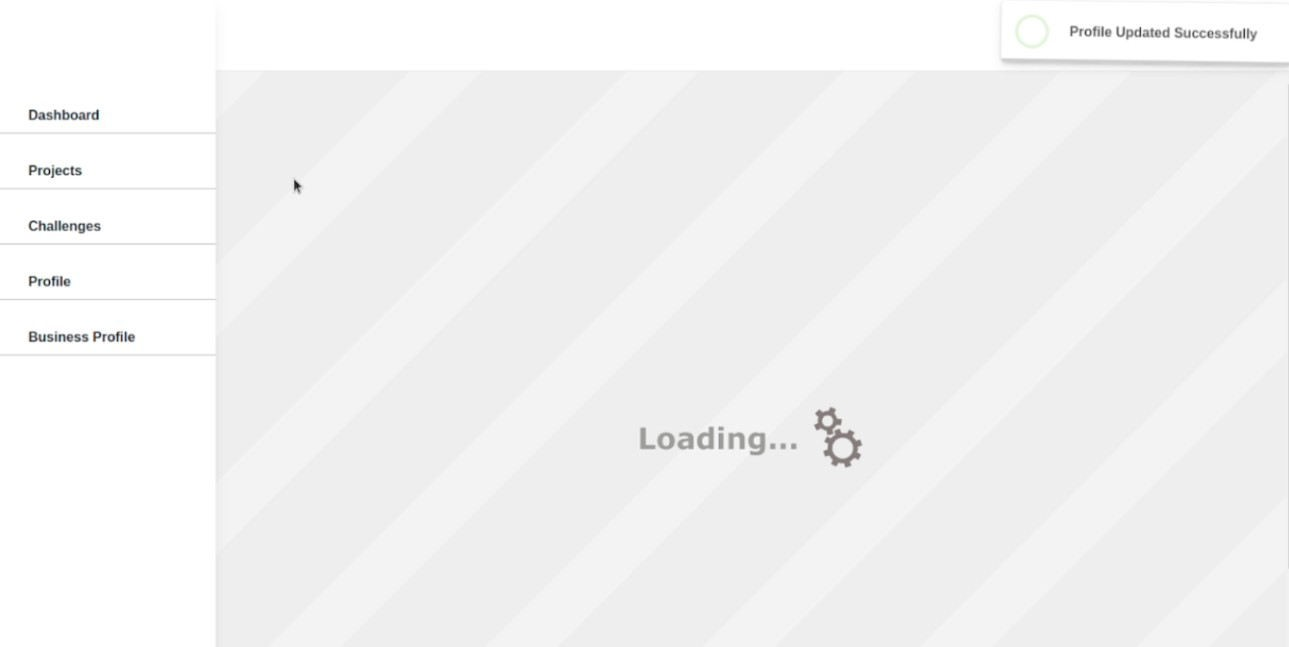 Profile Updated Successfully
Dashboard
Projects
Challenges
Profile
Business Profile
Loading...